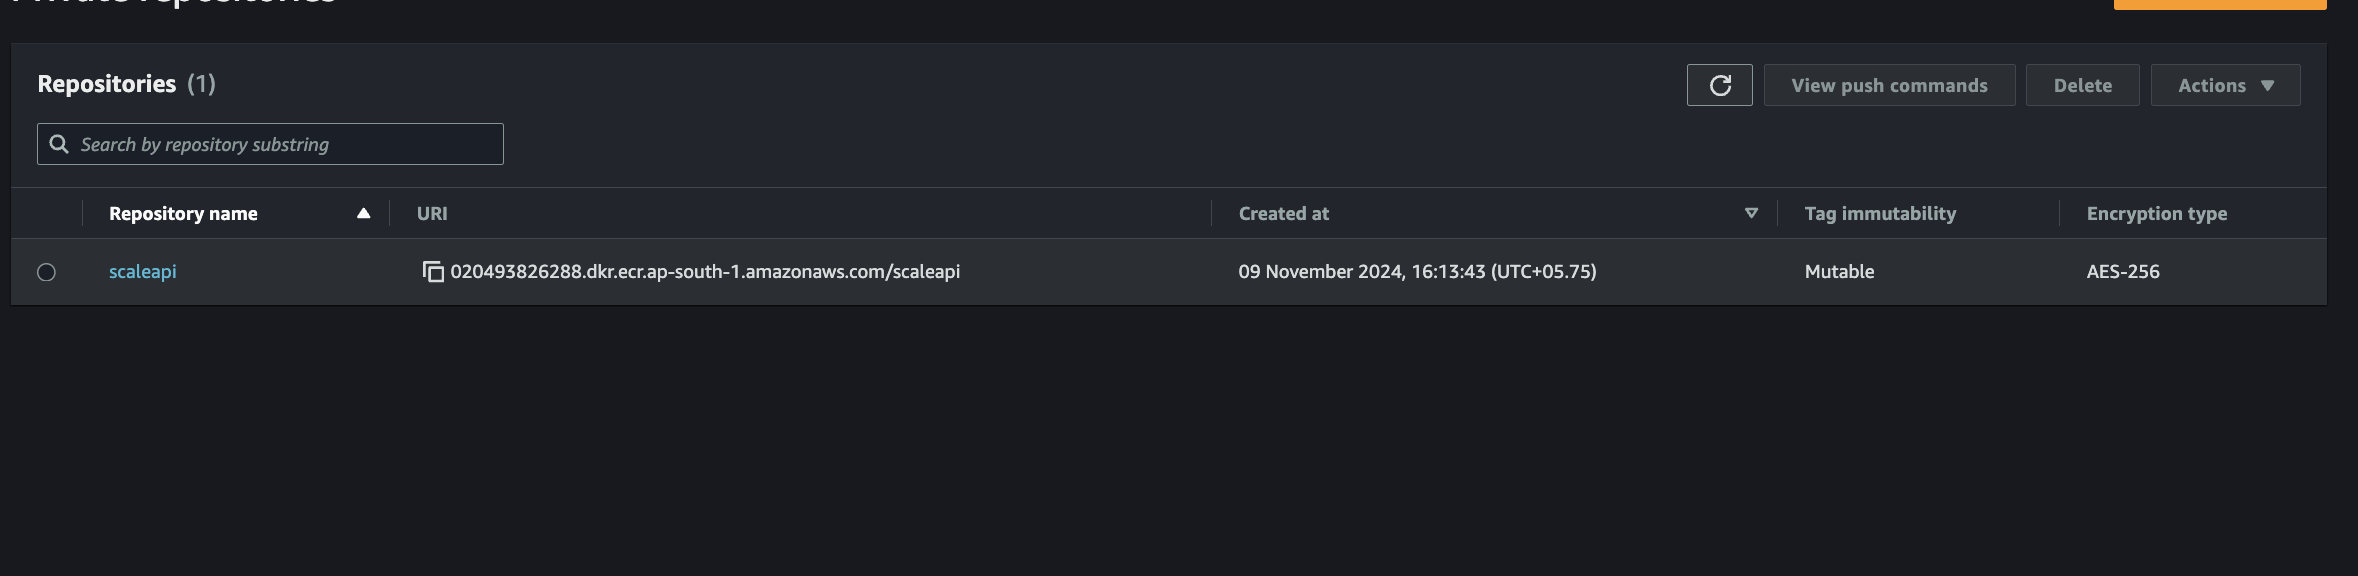 Private repositories
Repositories (1)
View push commands
Delete
Actions
Search by repository substring
Repository name URI Created at Tag immutability Encryption type
scaleapi 020493826288.dkr.ecr.ap-south-1.amazonaws.com/scaleapi 09 November 2024, 16:13:43 (UTC+05.75) Mutable AES-256